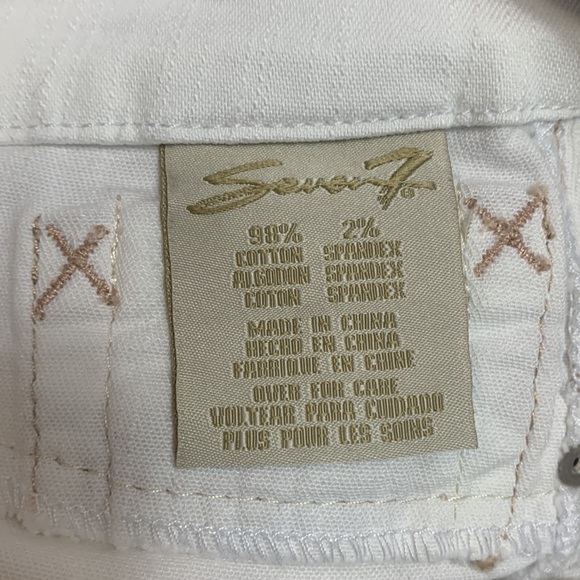 Seven7
98% 2%
COTTON SPANDEX
ALGODON SPANDEX
COTON SPANDEX
MADE IN CHINA
HECHO EN CHINA
FABRIQUE EN CHINE
OVER FOR CARE
VOLTEAR PARA CUIDADO
PLUS POUR LES SOINS